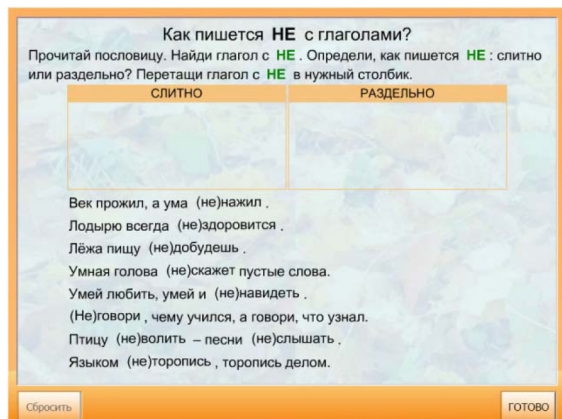 Как пишется НЕ с глаголами?
Прочитай пословицу. Найди глагол с НЕ . Определи, как пишется НЕ : слитно
или раздельно? Перетащи глагол с НЕ в нужный столбик.
СЛИТНО РАЗДЕЛЬНО
Век прожил, а ума (не)нажил .
Лодырю всегда (не)здоровится .
Лёжа пищу (не)добудешь .
Умная голова (не)скажет пустые слова.
Умей любить, умей и (не)навидеть .
(Не)говори , чему учился, а говори, что узнал.
Птицу (не)волить – песни (не)слышать .
Языком (не)торопись , торопись делом.
Сбросить ГОТОВО